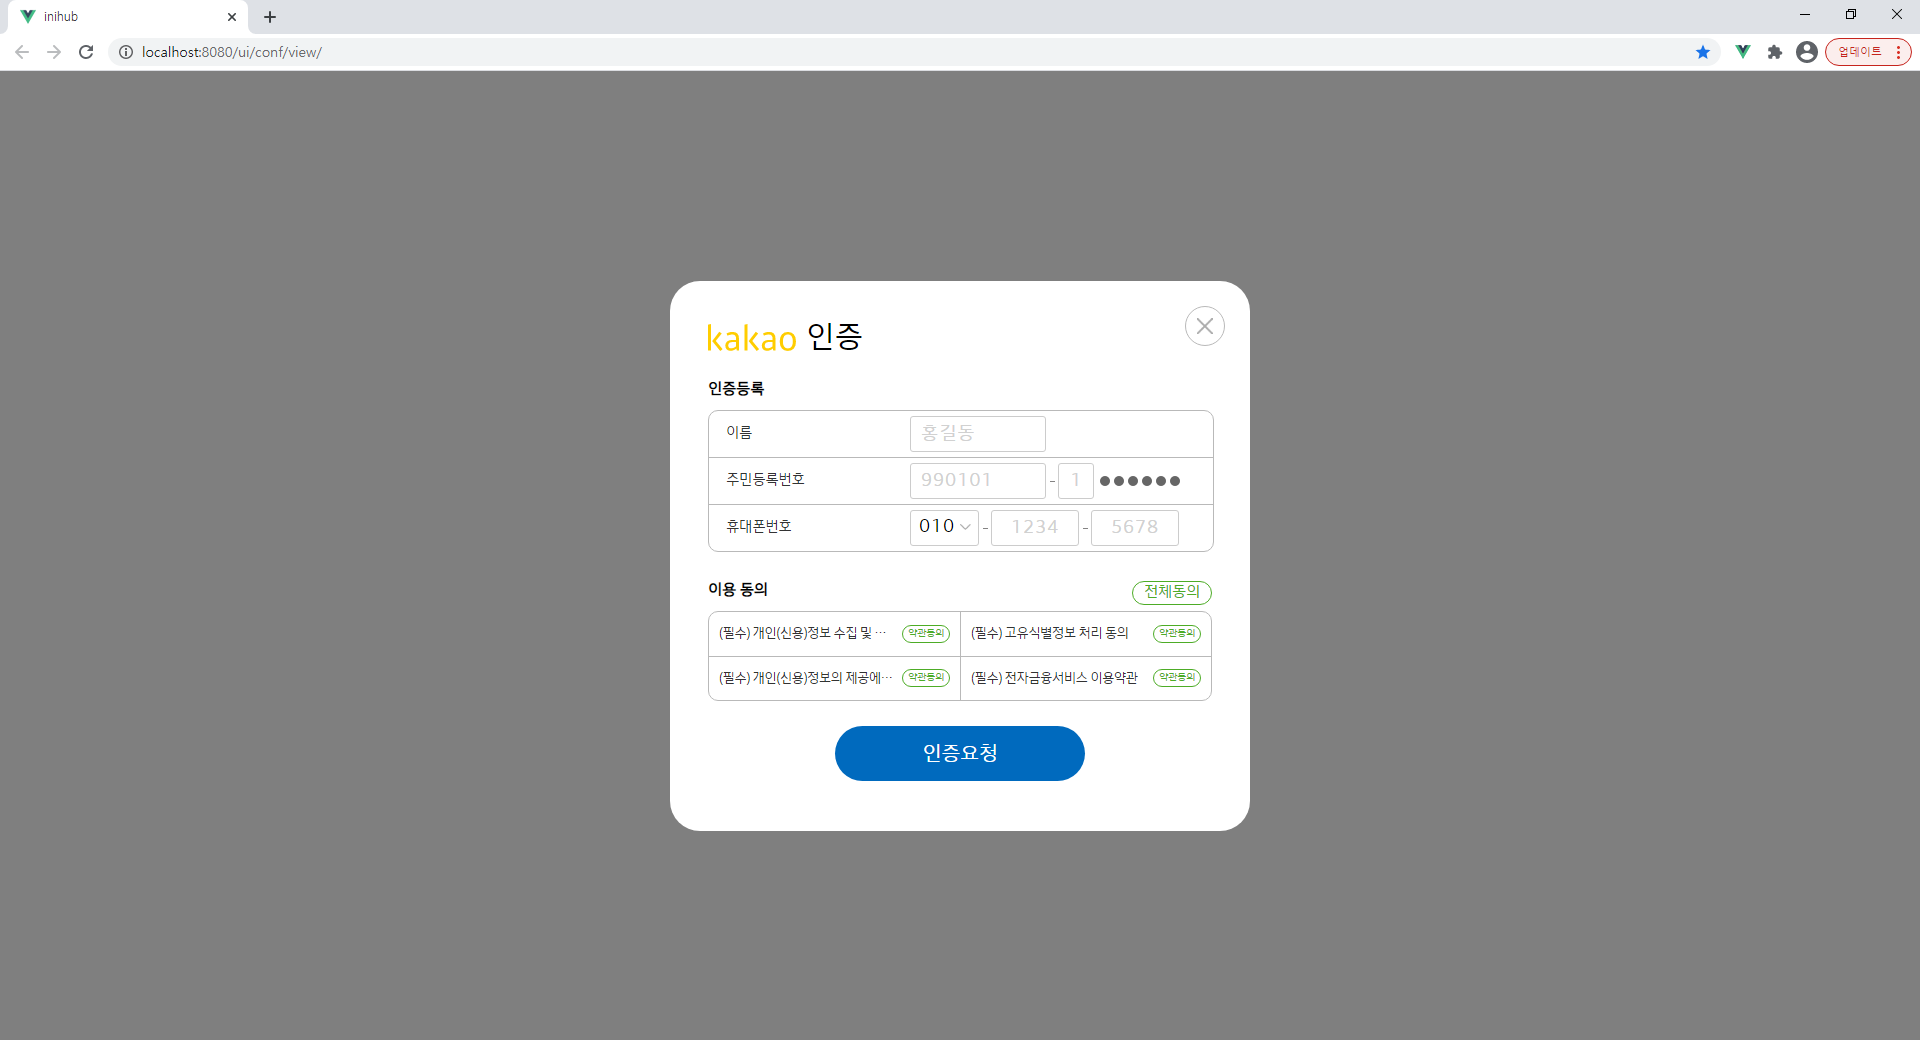 inihub
localhost:8080/ui/conf/view/
업데이트
kakao 인증
인증등록
이름 홍길동
주민등록번호 990101 - 1 ●●●●●●
휴대폰번호 010 - 1234 - 5678
이용 동의 전체동의
(필수) 개인(신용)정보 수집 및 … 약관동의 (필수) 고유식별정보 처리 동의 약관동의
(필수) 개인(신용)정보의 제공에… 약관동의 (필수) 전자금융서비스 이용약관 약관동의
인증요청